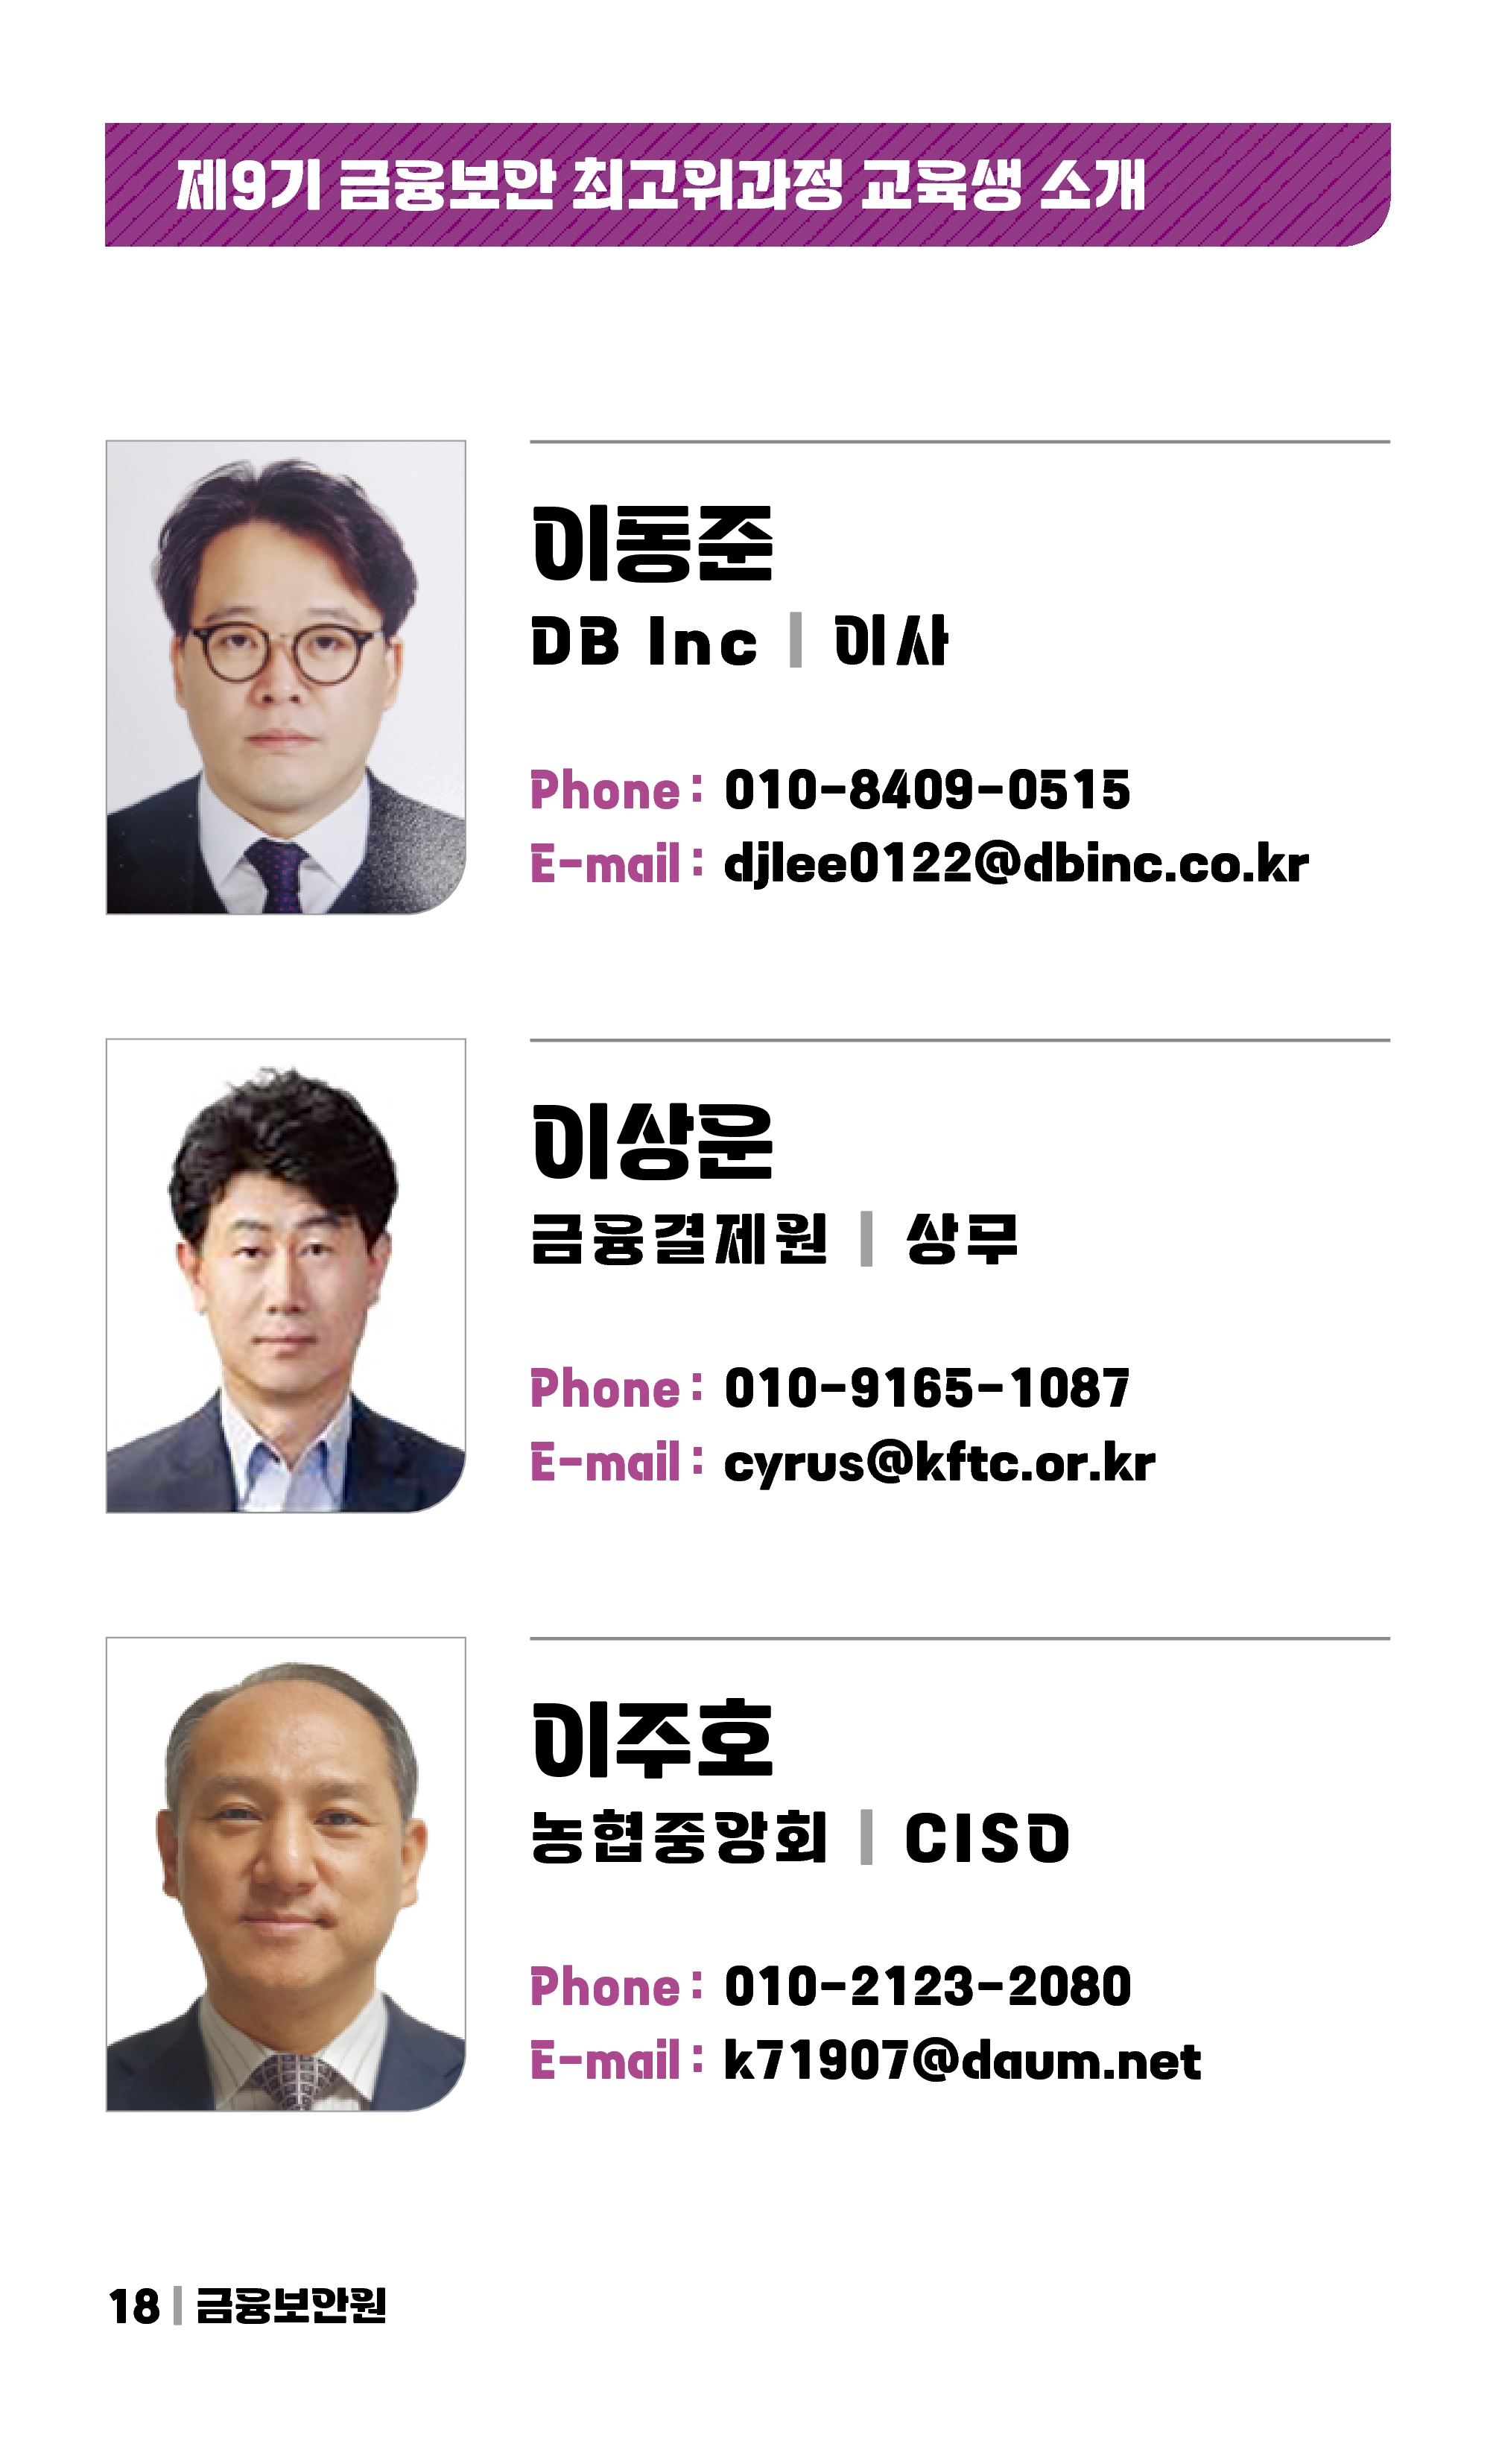 제9기 금융보안 최고위과정 교육생 소개
이동준
DB Inc | 이사
Phone : 010-8409-0515
E-mail : djlee0122@dbinc.co.kr
이상운
금융결제원 | 상무
Phone : 010-9165-1087
E-mail : cyrus@kftc.or.kr
이주호
농협중앙회 | CISO
Phone : 010-2123-2080
E-mail : k71907@daum.net
18 | 금융보안원